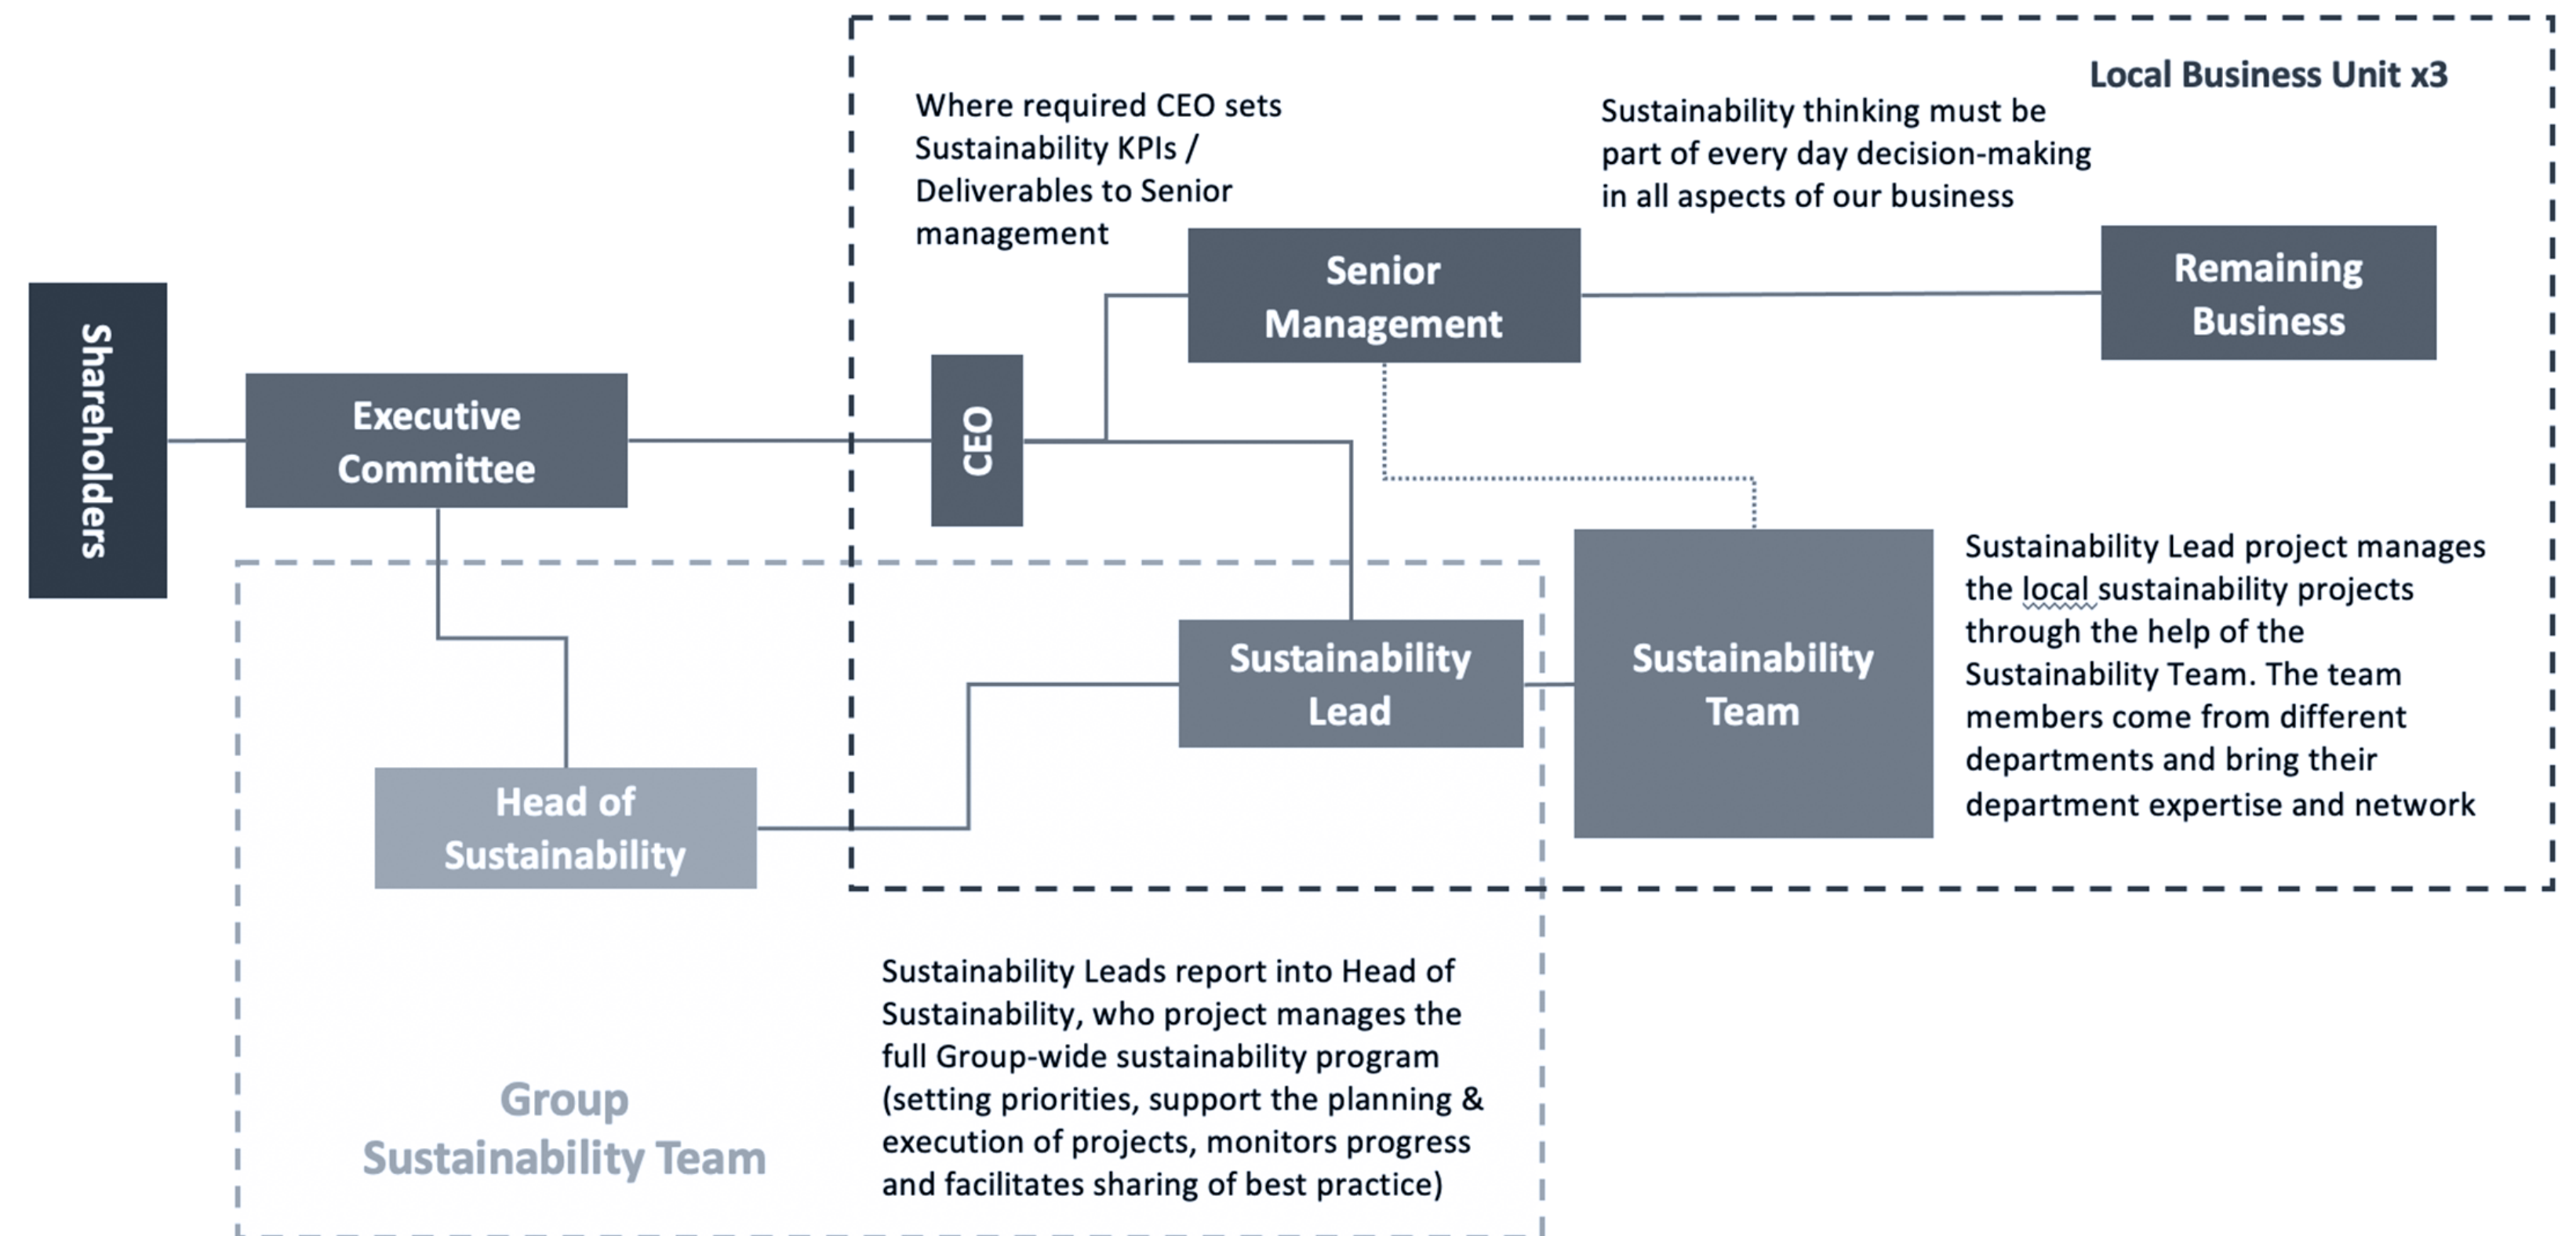 Local Business Unit x3
Where required CEO sets
Sustainability KPIs /
Deliverables to Senior
management
Sustainability thinking must be
part of every day decision-making
in all aspects of our business
Senior
Management
Remaining
Business
Shareholders
Executive
Committee
CEO
Sustainability
Lead
Sustainability
Team
Sustainability Lead project manages
the local sustainability projects
through the help of the
Sustainability Team. The team
members come from different
departments and bring their
department expertise and network
Head of
Sustainability
Group
Sustainability Team
Sustainability Leads report into Head of
Sustainability, who project manages the
full Group-wide sustainability program
(setting priorities, support the planning &
execution of projects, monitors progress
and facilitates sharing of best practice)